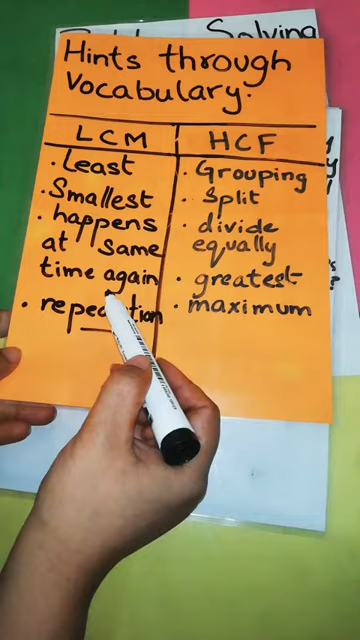 Solving
Hints through
Vocabulary:
LCM HCF
· Least
· Smallest
· happens
at same
time again
· repetition
· Grouping
· Split
· divide
equally
· greatest
· maximum